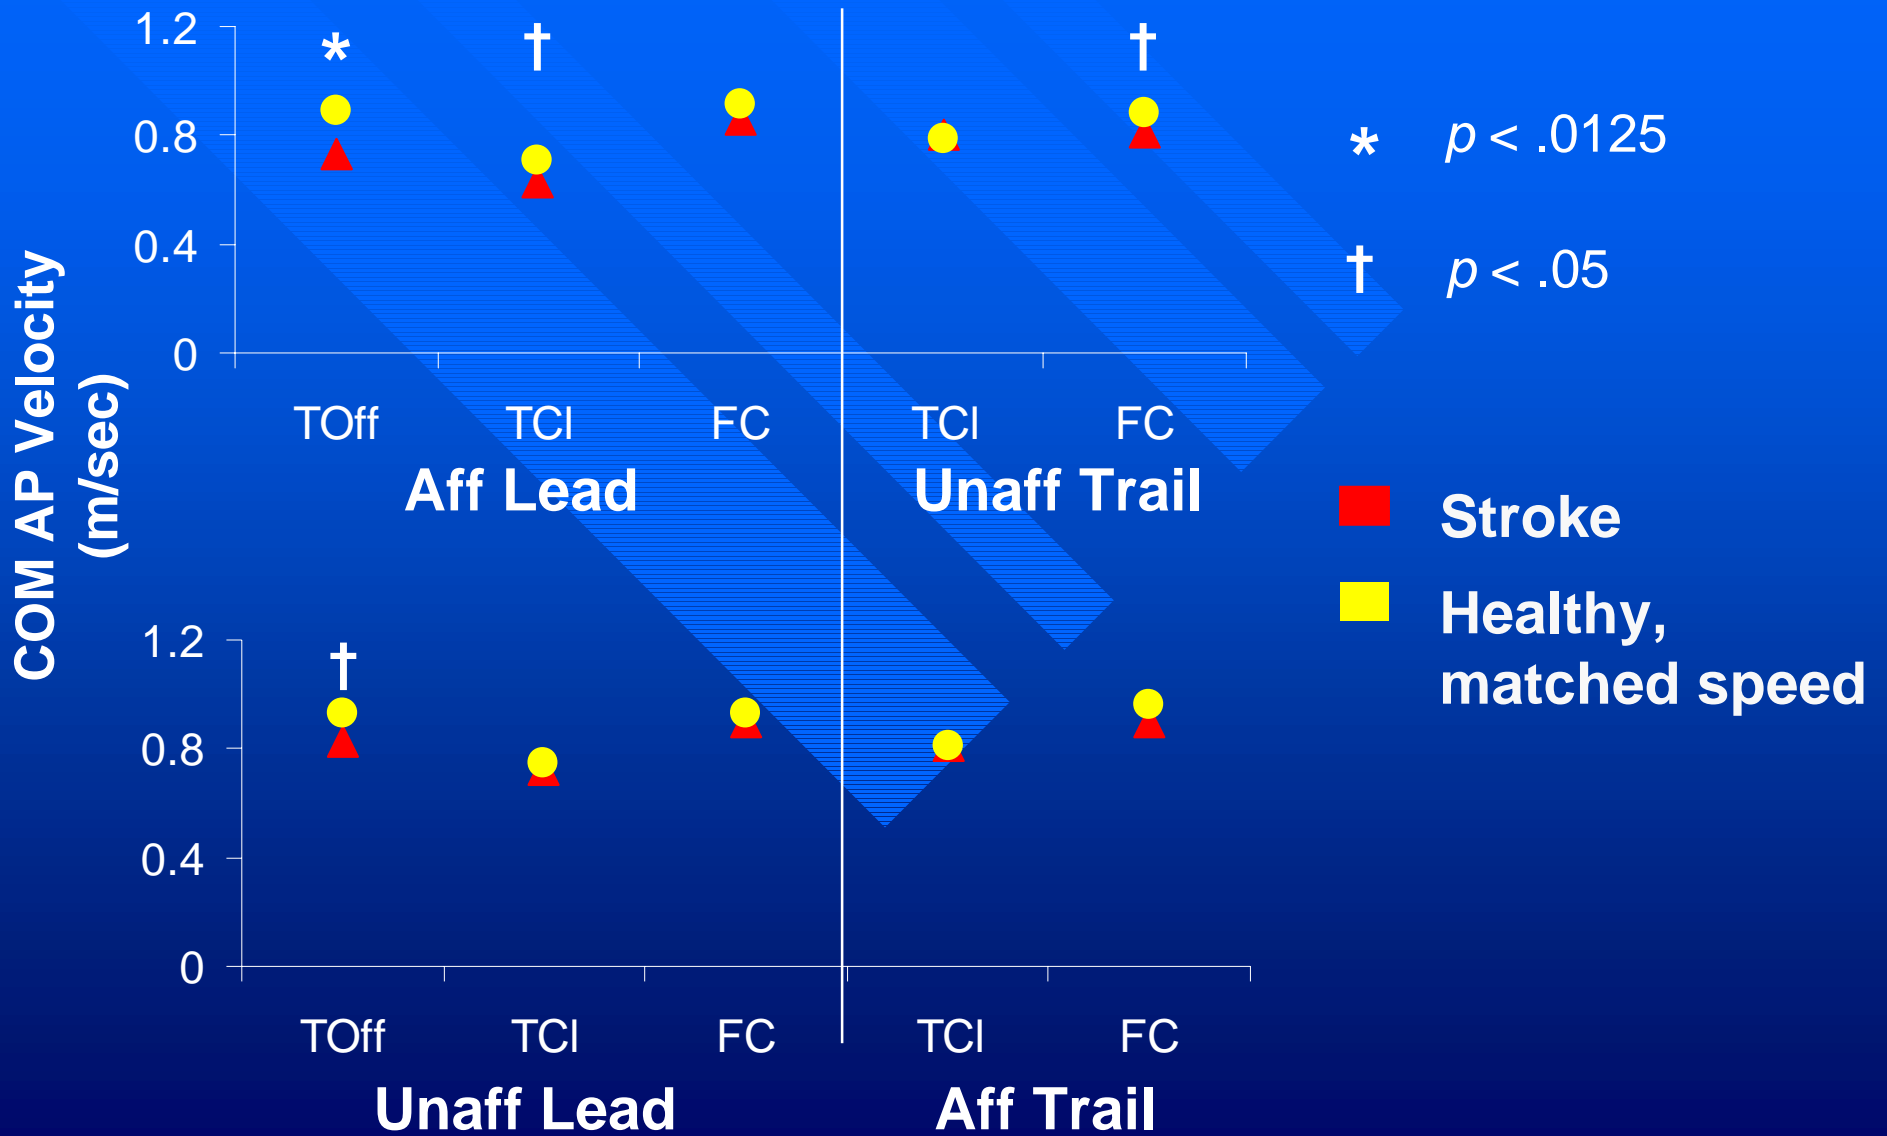 COM AP Velocity
(m/sec)
1.2
0.8
0.4
0
*
†
†
TOff
TCl
FC
TCl
FC
Aff Lead
Unaff Trail
* p < .0125
† p < .05
Stroke
Healthy,
matched speed
1.2
0.8
0.4
0
†
TOff
TCl
FC
TCl
FC
Unaff Lead
Aff Trail